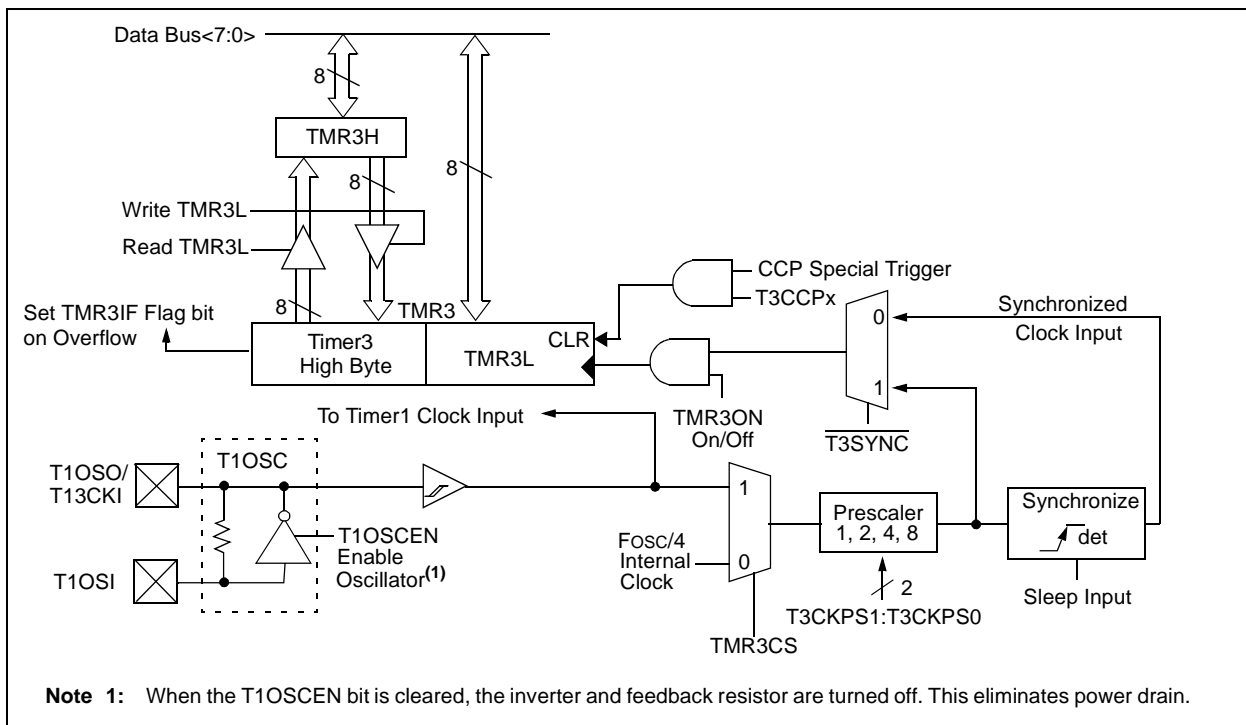 Data Bus<7:0>
8
TMR3H
8
8
Write TMR3L
Read TMR3L
8
TMR3
CCP Special Trigger
T3CCPx
Set TMR3IF Flag bit
on Overflow
Timer3
High Byte
TMR3L
CLR
0
1
Synchronized
Clock Input
TMR3ON
On/Off
T3SYNC
To Timer1 Clock Input
T1OSC
T1OSO/
T13CKI
T1OSI
T1OSCEN
Enable
Oscillator(1)
1
0
FOSC/4
Internal
Clock
TMR3CS
Prescaler
1, 2, 4, 8
2
T3CKPS1:T3CKPS0
Synchronize
det
Sleep Input
Note 1: When the T1OSCEN bit is cleared, the inverter and feedback resistor are turned off. This eliminates power drain.